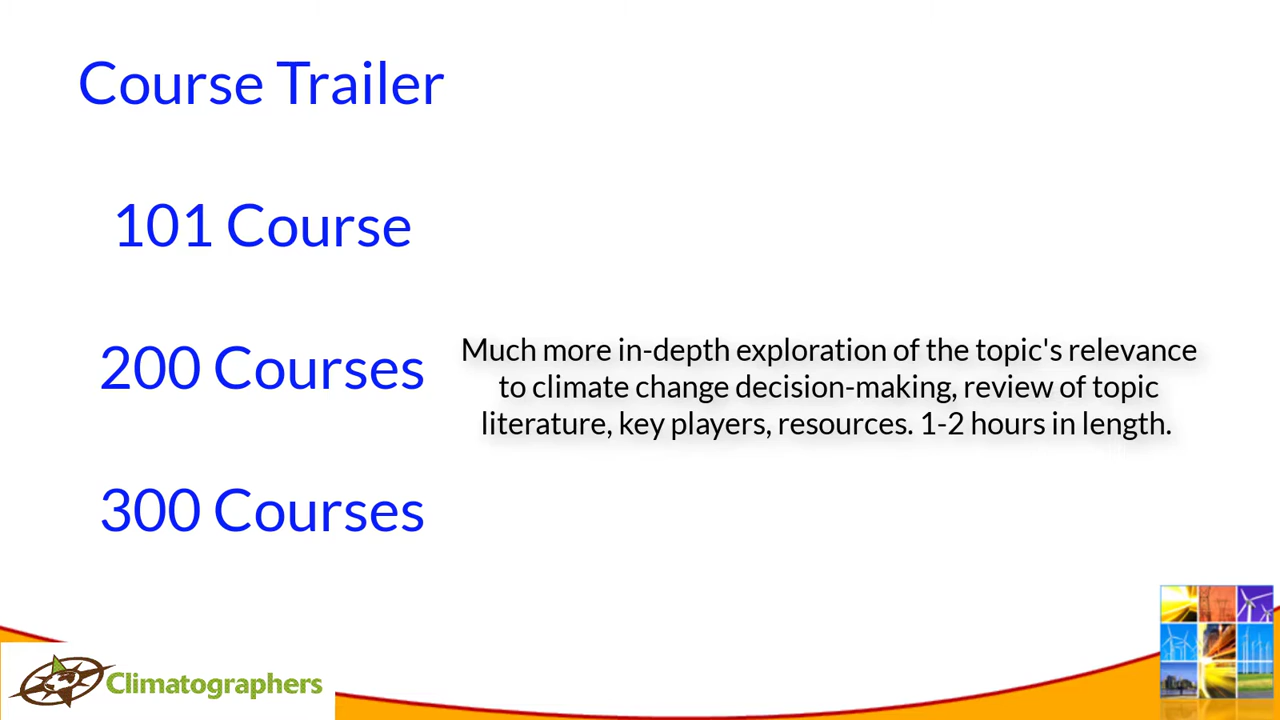 Course Trailer
101 Course
200 Courses
Much more in-depth exploration of the topic's relevance
to climate change decision-making, review of topic
literature, key players, resources. 1-2 hours in length.
300 Courses
Climatographers